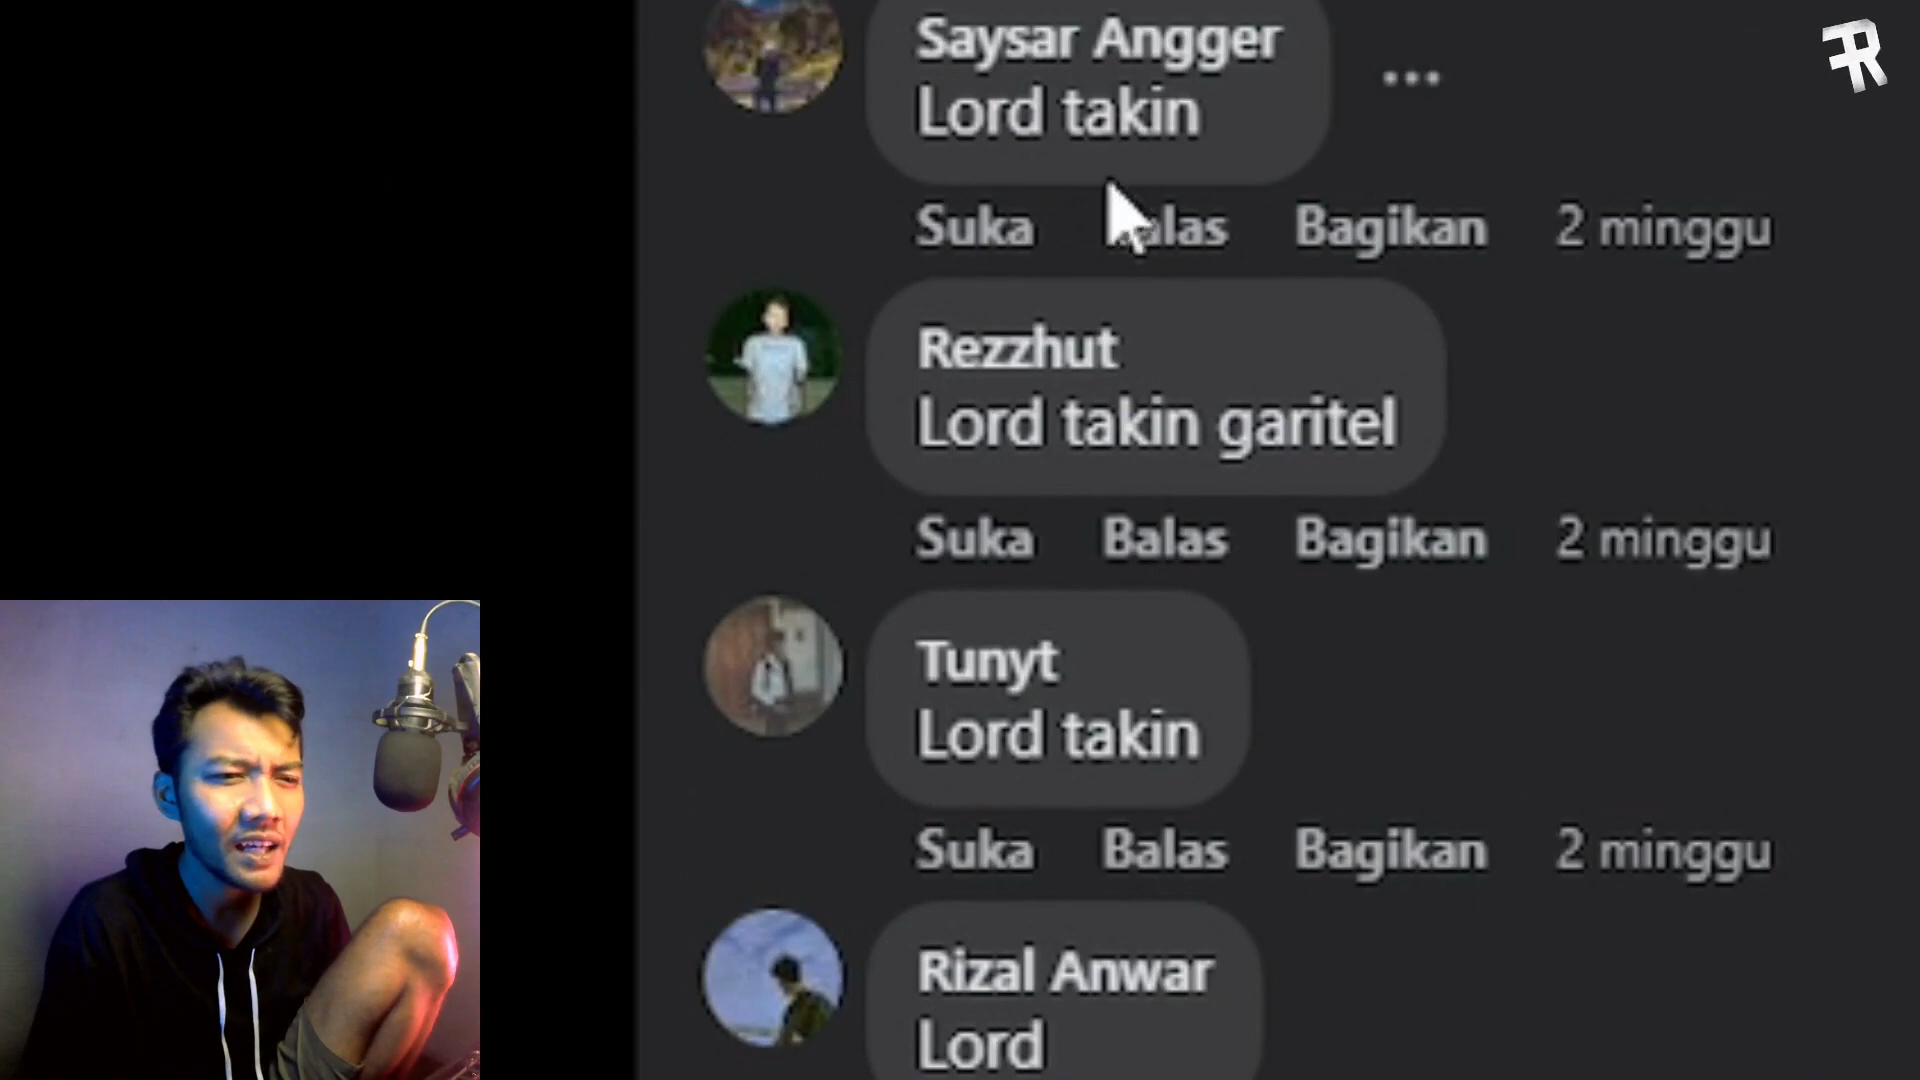 Saysar Angger
Lord takin
Suka Balas Bagikan 2 minggu
Rezzhut
Lord takin garitel
Suka Balas Bagikan 2 minggu
Tunyt
Lord takin
Suka Balas Bagikan 2 minggu
Rizal Anwar
Lord